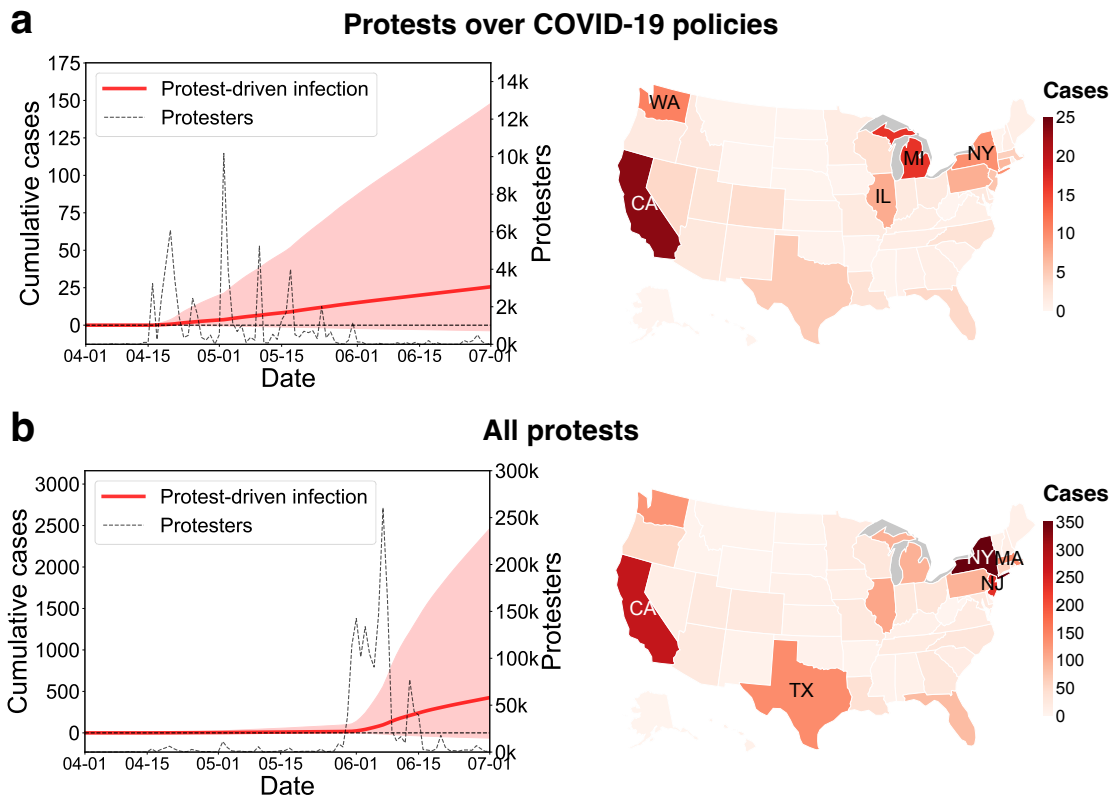 a
Protests over COVID-19 policies
175
150
125
100
75
50
25
0
Cumulative cases
Protest-driven infection
Protesters
14k
12k
10k
8k
6k
4k
2k
0k
Protesters
04-01 04-15 05-01 05-15 06-01 06-15 07-01
Date
WA
CA
MI
NY
IL
Cases
25
20
15
10
5
0
b
All protests
3000
2500
2000
1500
1000
500
0
Cumulative cases
Protest-driven infection
Protesters
300k
250k
200k
150k
100k
50k
0k
Protesters
04-01 04-15 05-01 05-15 06-01 06-15 07-01
Date
NY MA
NJ
CA
TX
Cases
350
300
250
200
150
100
50
0